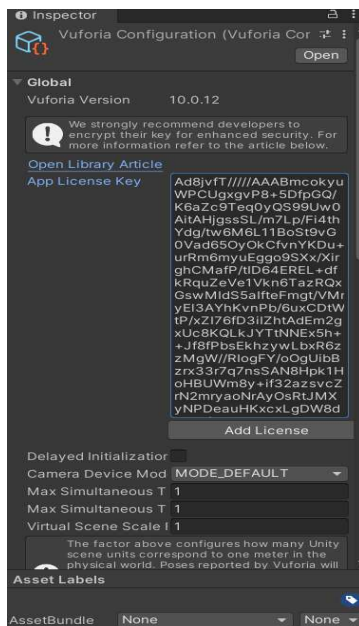 Inspector
Vuforia Configuration (Vuforia Cor
Open
Global
Vuforia Version 10.0.12
We strongly recommend developers to
encrypt their key for enhanced security. For
more information refer to the article below.
Open Library Article
App License Key Ad8jvfT/////AAABmcokyu
WPCUgxgvP8+5DfpGQ/
K6aZc9Teq0yQS99Uw0
AitAHjgssSL/m7Lp/Fi4th
Ydg/tw6M6L11BoSt9vG
0Vad65OyOkCfvnYKDu+
urRm6myuEggo9SXx/Xir
ghCMafP/tID64EREL+df
kRquZeVe1Vkn6TazRQx
GswMIdS5aIfteFmgt/VMr
yEI3AYhKvnPb/6uxCDtW
tP/xZI76fD3iIZhtAdEm2g
xUc8KQLkJYTtNNEx5h+
+Jf8fPbsEkhzywLbxR6z
zMgW//RlogFY/oOgUibB
zrx33r7q7nsSAN8Hpk1H
oHBUWm8y+if32azsvcZ
rN2mryaoNrAyOsRtJMX
yNPDeauHKxcxLgDW8d
Add License
Delayed Initialization
Camera Device Mod MODE_DEFAULT
Max Simultaneous T 1
Max Simultaneous T 1
Virtual Scene Scale I 1
The factor above configures how many Unity
scene units correspond to one meter in the
physical world. Poses reported by Vuforia will
Asset Labels
AssetBundle None None